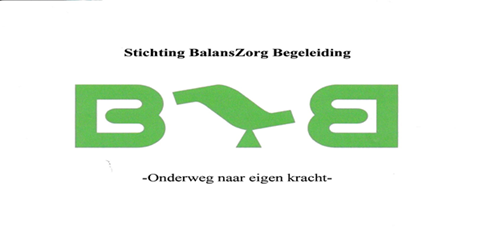 Stichting BalansZorg Begeleiding
B B
-Onderweg naar eigen kracht-